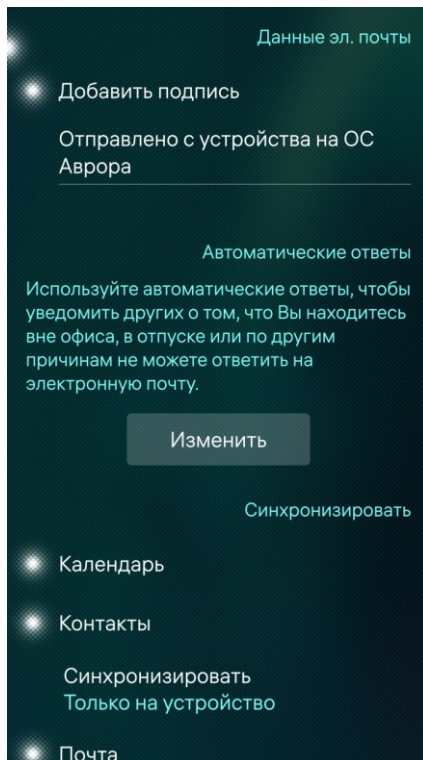 Данные эл. почты
Добавить подпись
Отправлено с устройства на ОС
Аврора
Автоматические ответы
Используйте автоматические ответы, чтобы
уведомить других о том, что Вы находитесь
вне офиса, в отпуске или по другим
причинам не можете ответить на
электронную почту.
Изменить
Синхронизировать
Календарь
Контакты
Синхронизировать
Только на устройство
Почта